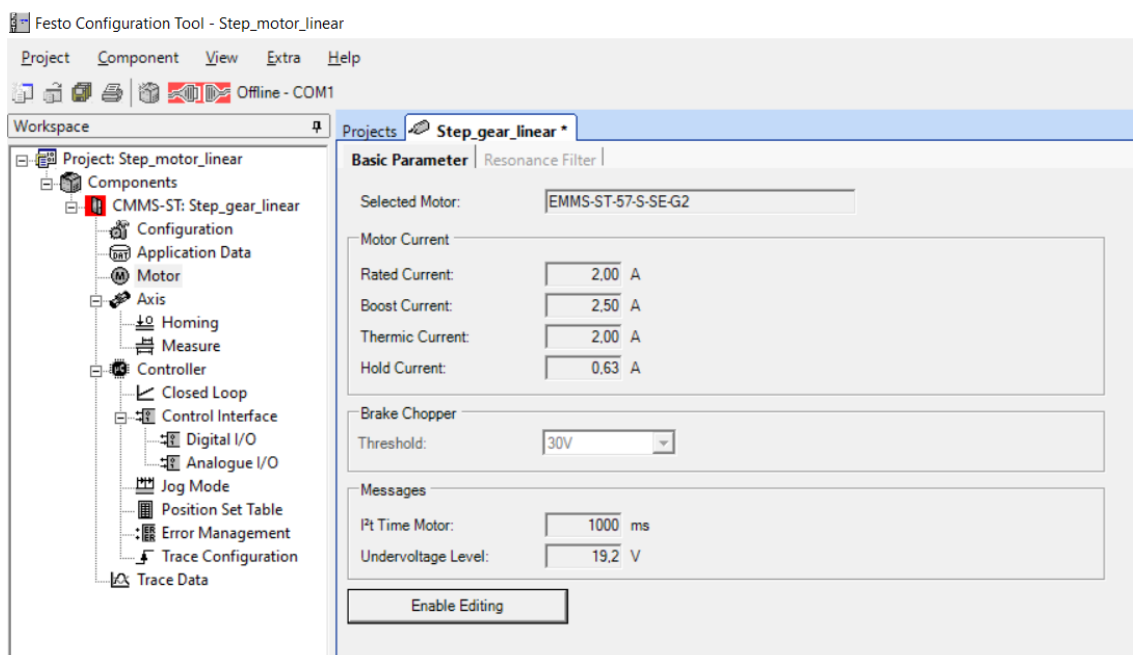 Festo Configuration Tool - Step_motor_linear
Project Component View Extra Help
Offline - COM1
Workspace
Project: Step_motor_linear
Components
CMMS-ST: Step_gear_linear
Configuration
DAT Application Data
M Motor
Axis
Homing
Measure
µC Controller
Closed Loop
Control Interface
Digital I/O
Analogue I/O
Jog Mode
Position Set Table
Error Management
Trace Configuration
Trace Data
Projects Step_gear_linear *
Basic Parameter Resonance Filter
Selected Motor: EMMS-ST-57-S-SE-G2
Motor Current
Rated Current: 2,00 A
Boost Current: 2,50 A
Thermic Current: 2,00 A
Hold Current: 0,63 A
Brake Chopper
Threshold: 30V
Messages
I²t Time Motor: 1000 ms
Undervoltage Level: 19,2 V
Enable Editing